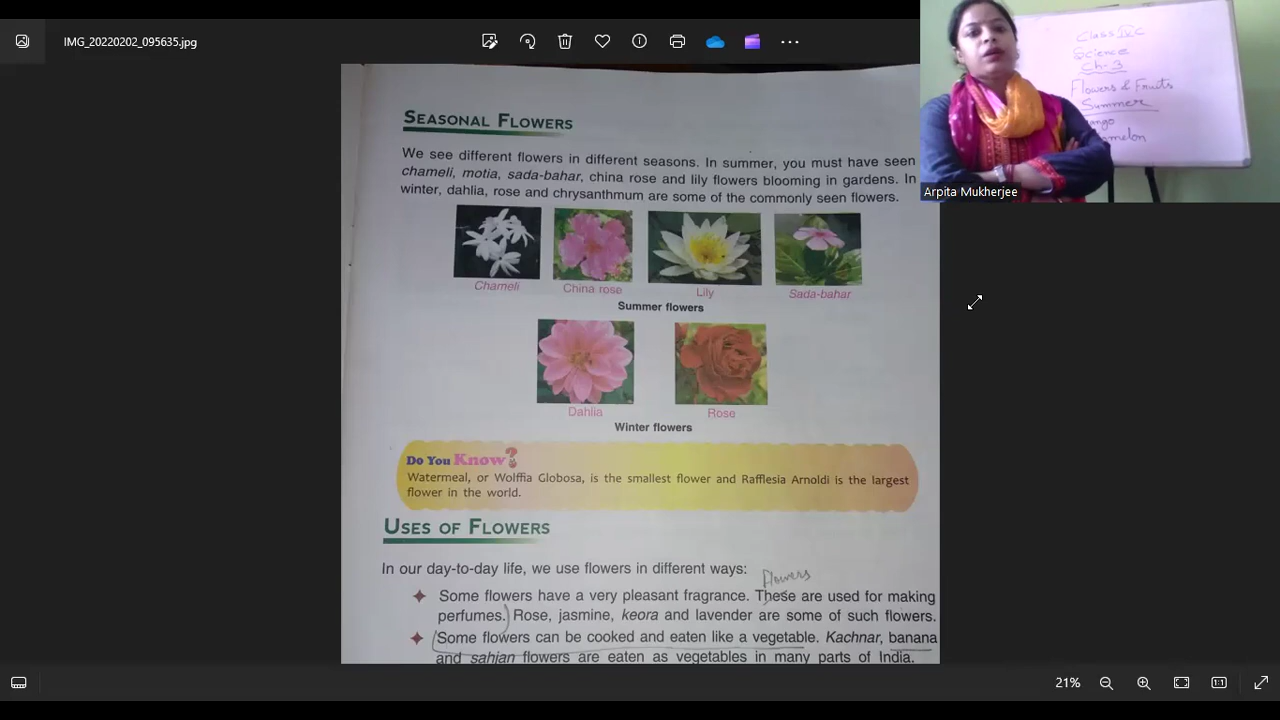 IMG_20220202_095635.jpg
Class IV C
Science
Ch-3
Flowers & Fruits
Summer
Arpita Mukherjee
SEASONAL FLOWERS
We see different flowers in different seasons. In summer, you must have seen
chameli, motia, sada-bahar, china rose and lily flowers blooming in gardens. In
winter, dahlia, rose and chrysanthmum are some of the commonly seen flowers.
Chameli China rose Lily Sada-bahar
Summer flowers
Dahlia Rose
Winter flowers
Do You Know?
Watermeal, or Wolffia Globosa, is the smallest flower and Rafflesia Arnoldi is the largest
flower in the world.
USES OF FLOWERS
In our day-to-day life, we use flowers in different ways:
Flowers
Some flowers have a very pleasant fragrance. These are used for making
perfumes. Rose, jasmine, keora and lavender are some of such flowers.
Some flowers can be cooked and eaten like a vegetable. Kachnar, banana
and sahjan flowers are eaten as vegetables in many parts of India.
21%
1:1